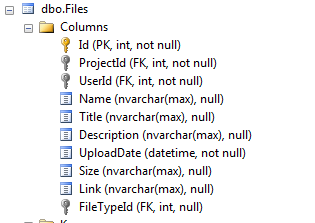 dbo.Files
Columns
Id (PK, int, not null)
ProjectId (FK, int, not null)
UserId (FK, int, not null)
Name (nvarchar(max), null)
Title (nvarchar(max), null)
Description (nvarchar(max), null)
UploadDate (datetime, not null)
Size (nvarchar(max), null)
Link (nvarchar(max), null)
FileTypeId (FK, int, null)